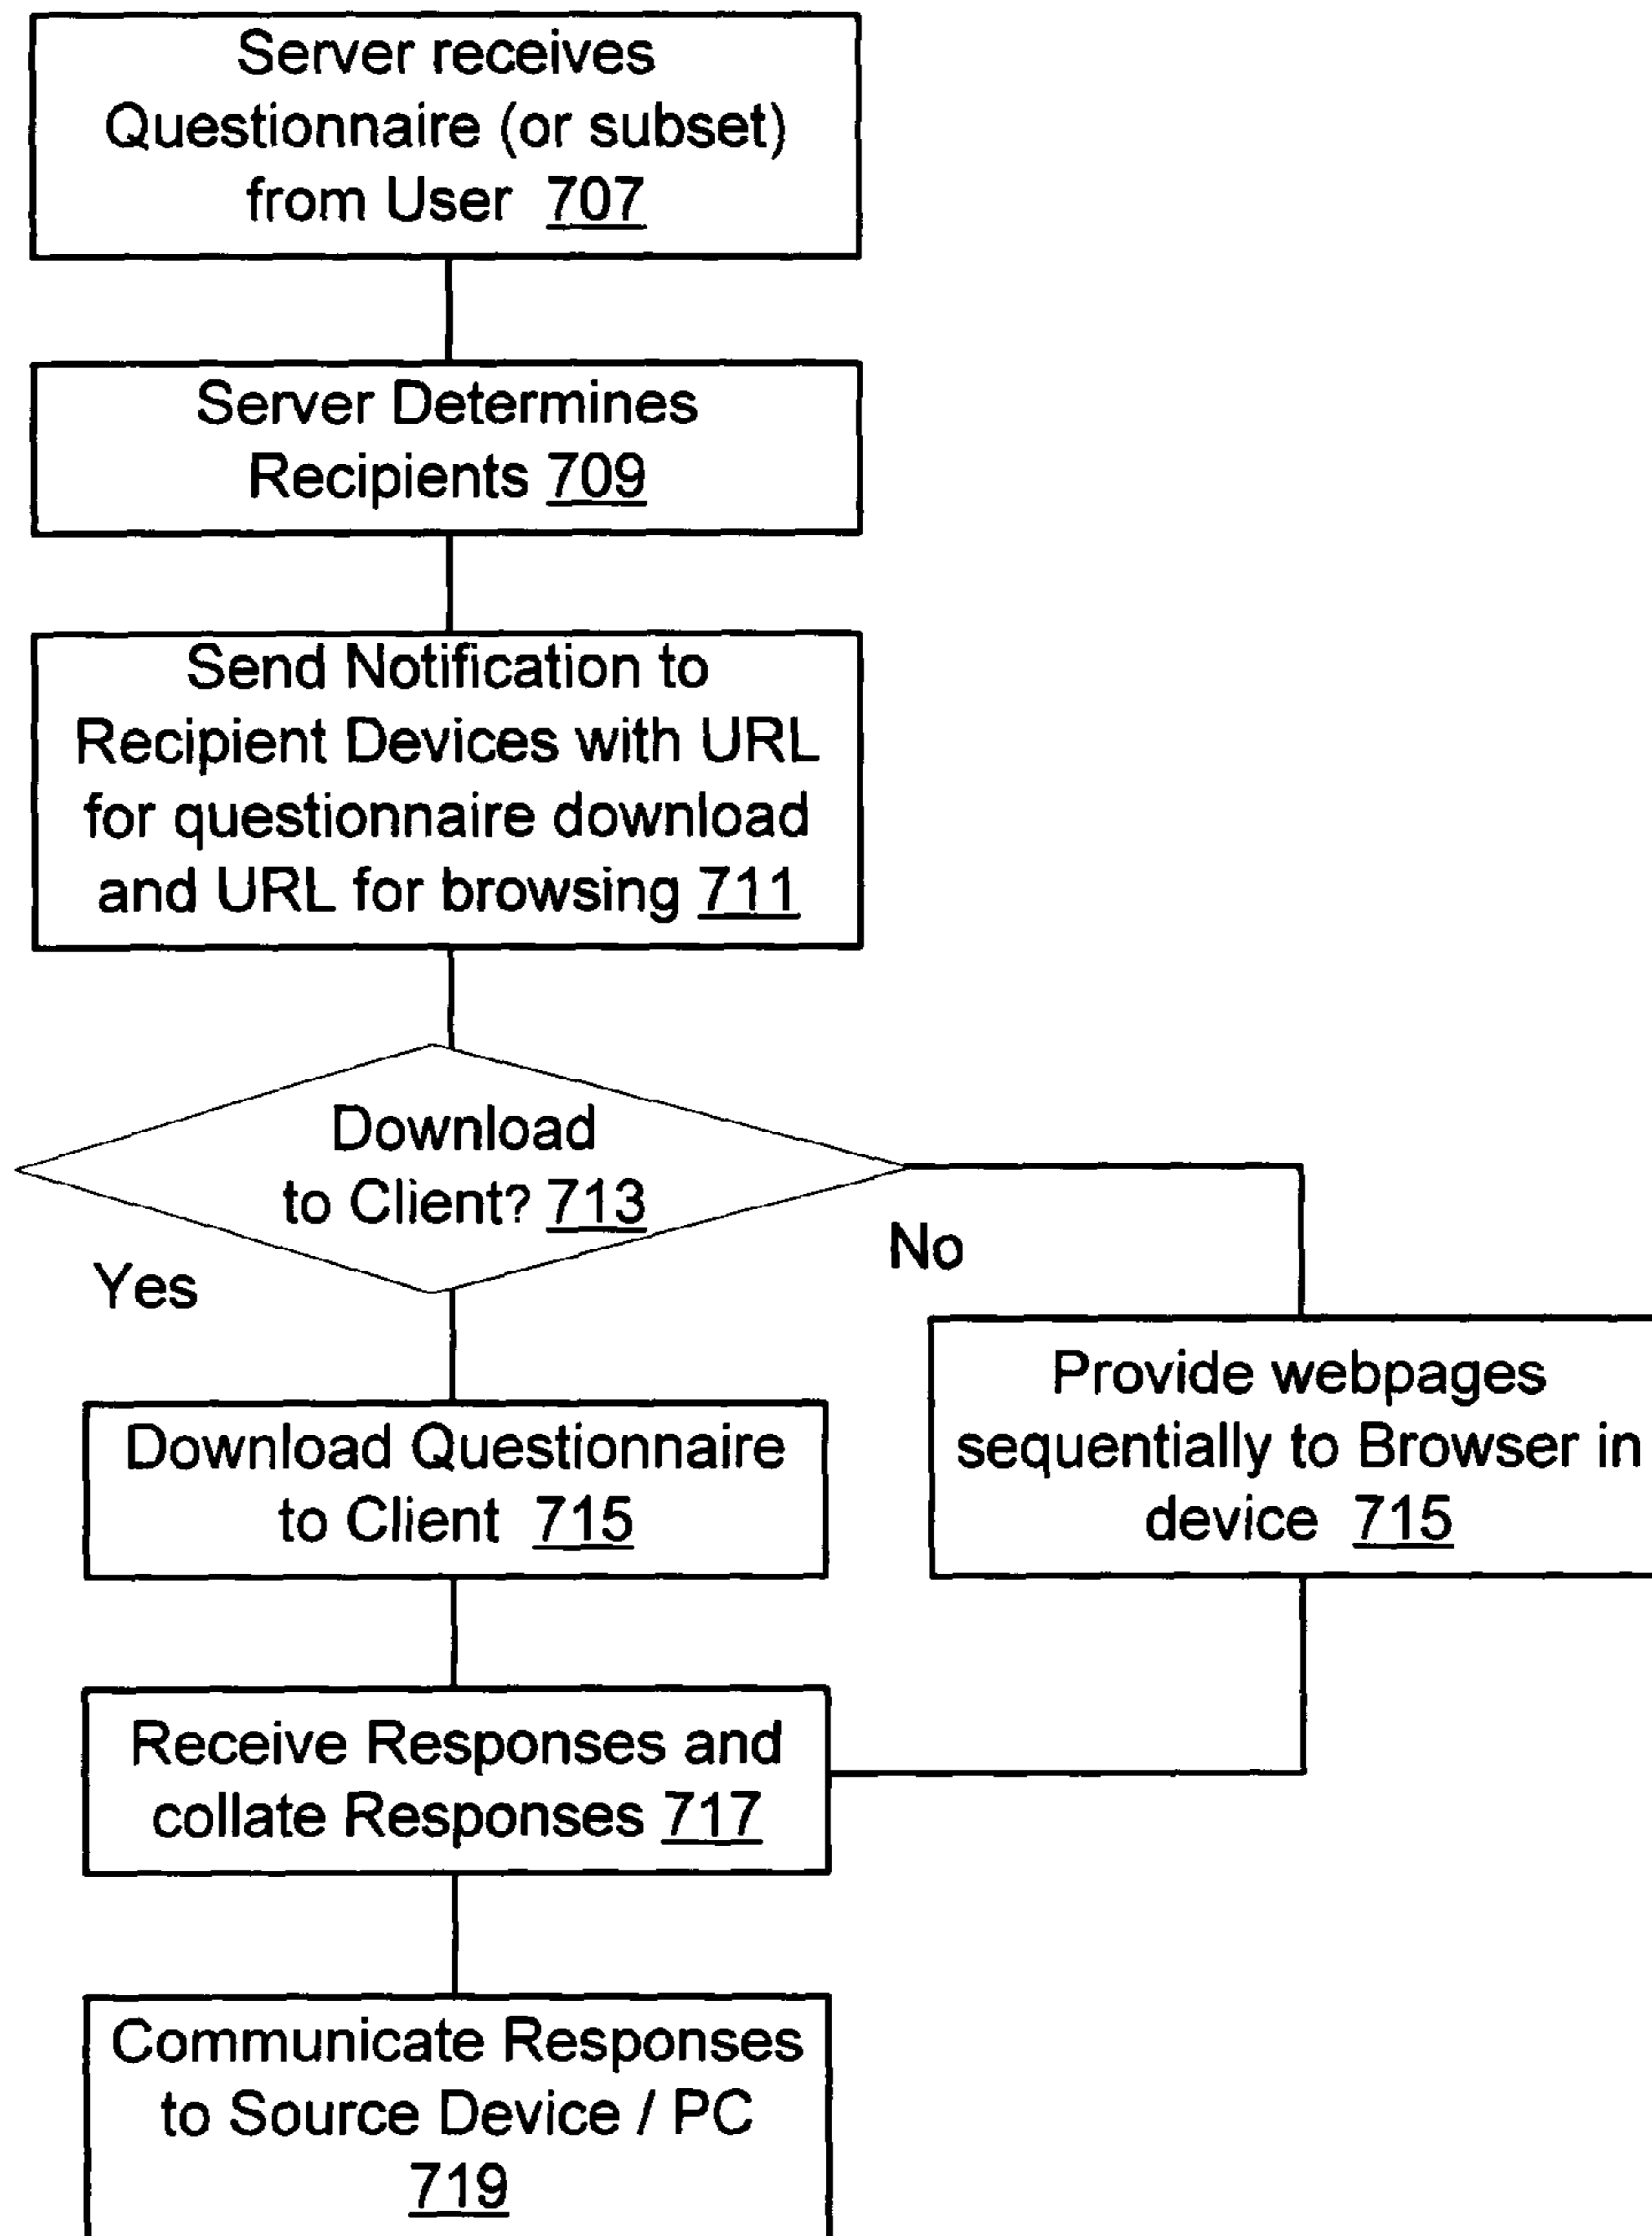 Server receives
Questionnaire (or subset)
from User 707
Server Determines
Recipients 709
Send Notification to
Recipient Devices with URL
for questionnaire download
and URL for browsing 711
Download
to Client? 713
No
Yes
Provide webpages
sequentially to Browser in
device 715
Download Questionnaire
to Client 715
Receive Responses and
collate Responses 717
Communicate Responses
to Source Device / PC
719